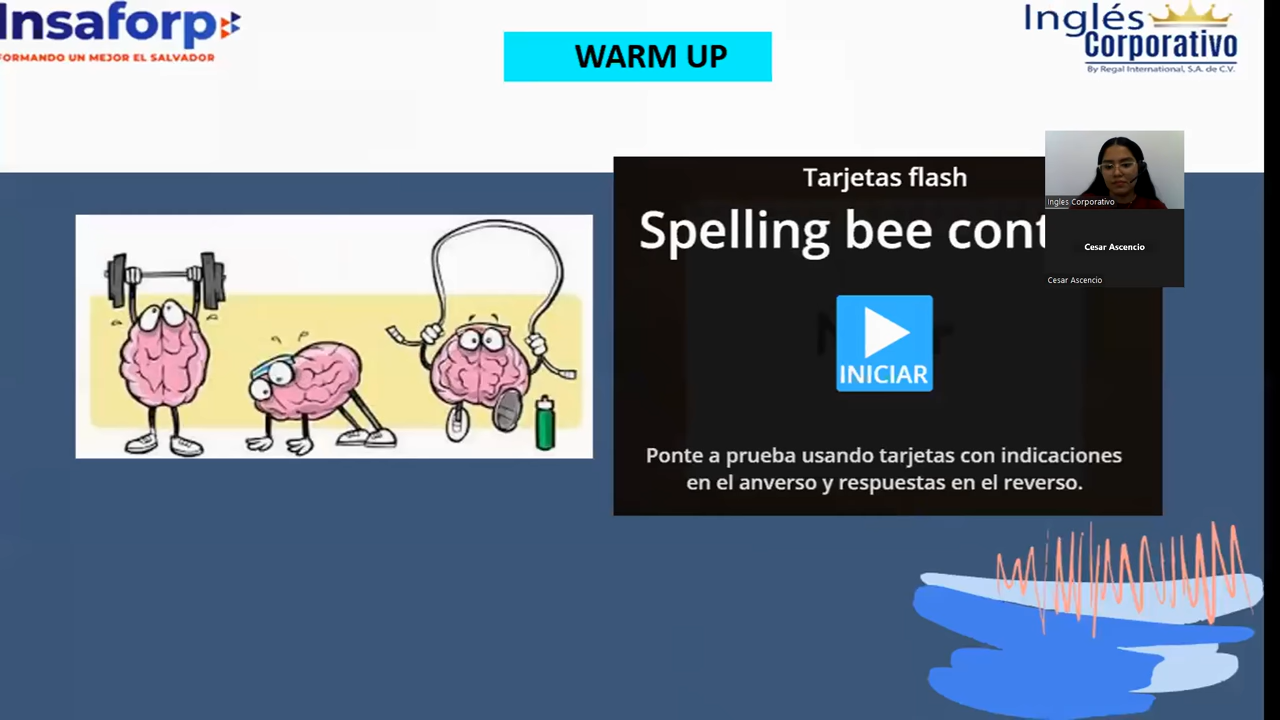 Insaforp
FORMANDO UN MEJOR EL SALVADOR
WARM UP
Inglés
Corporativo
By Regal International, S.A. de C.V.
Tarjetas flash
Spelling bee
INICIAR
Ponte a prueba usando tarjetas con indicaciones
en el anverso y respuestas en el reverso.
Ingles Corporativo
Cesar Ascencio
Cesar Ascencio